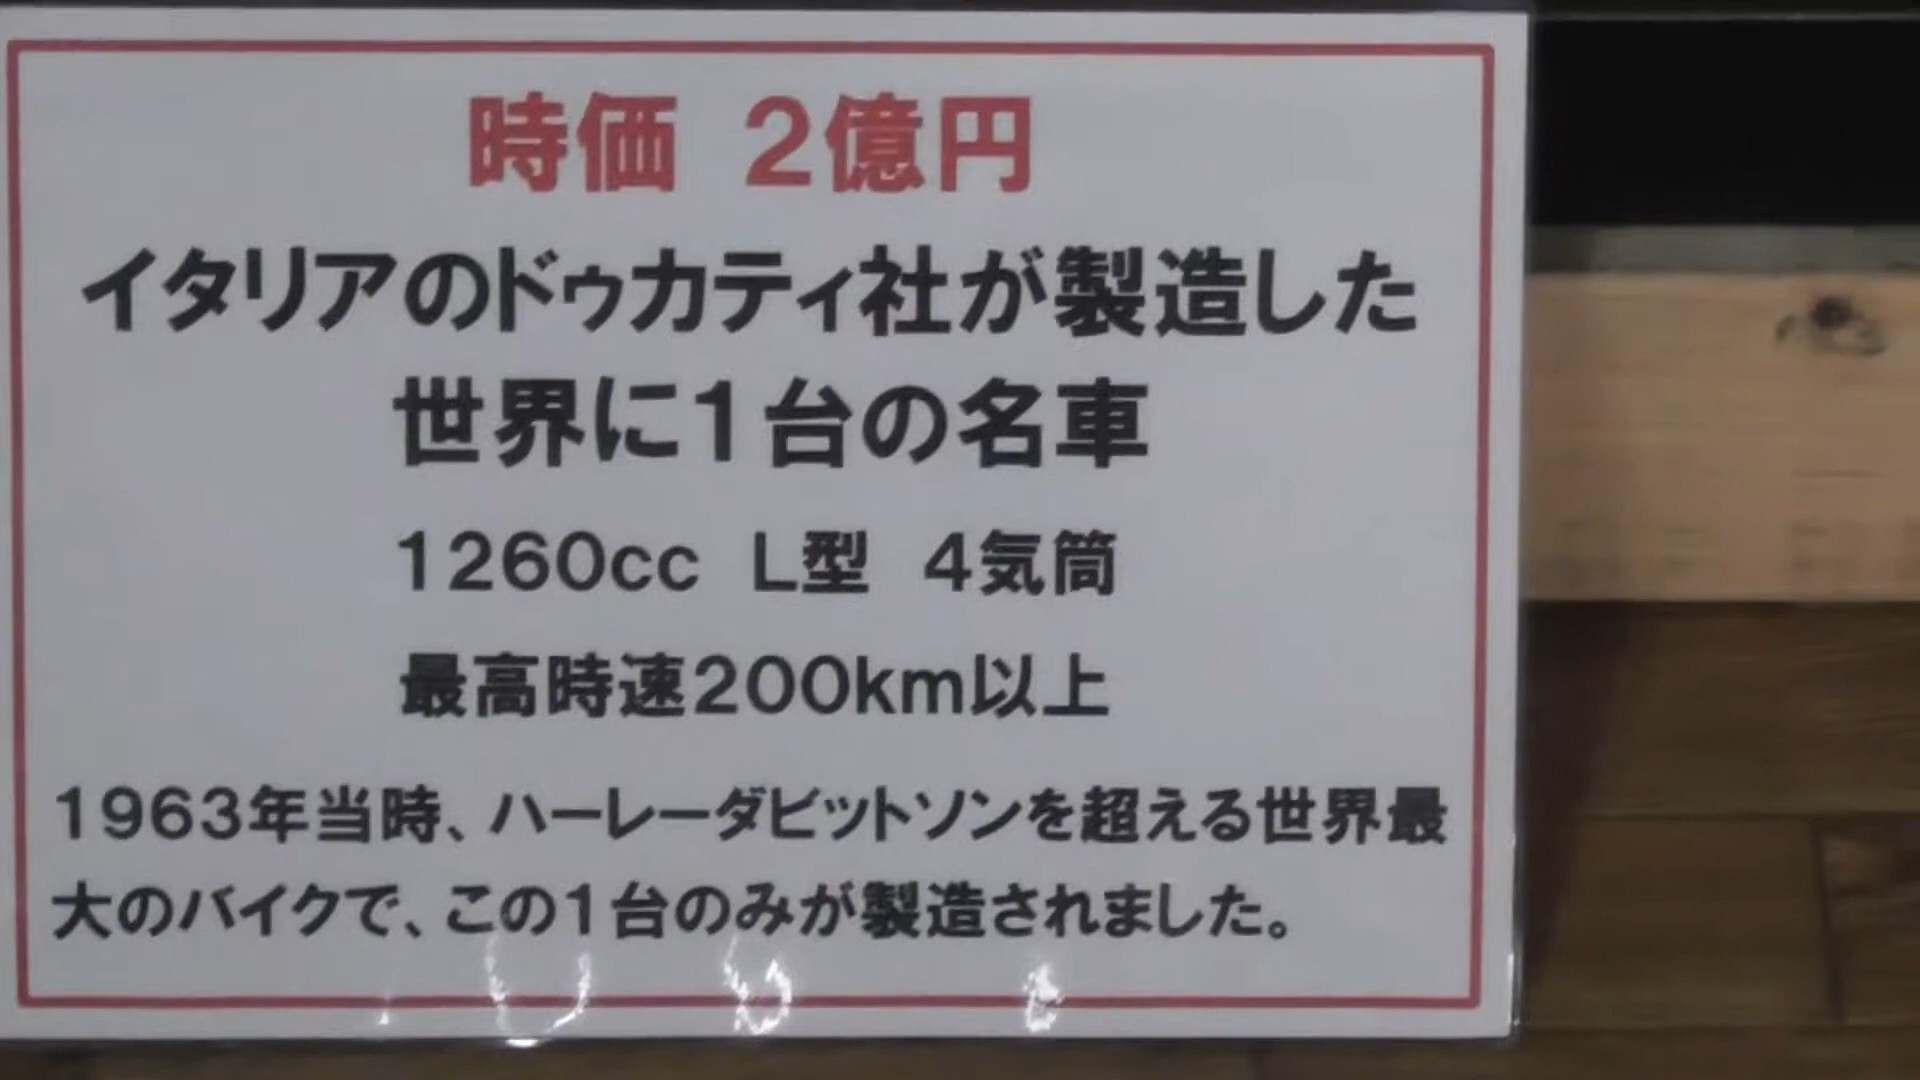 時価 2億円
イタリアのドゥカティ社が製造した
世界に1台の名車
1260cc L型 4気筒
最高時速200km以上
1963年当時、ハーレーダビットソンを超える世界最
大のバイクで、この1台のみが製造されました。